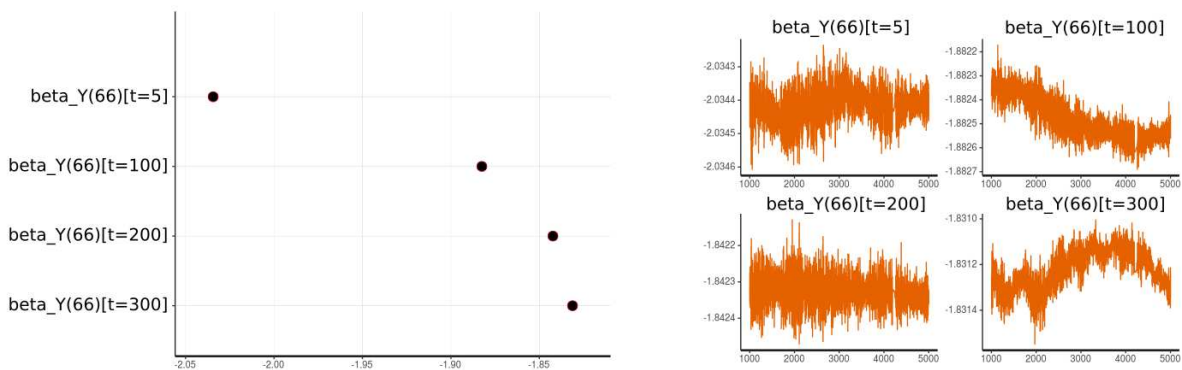 beta_Y(66)[t=5]
beta_Y(66)[t=100]
beta_Y(66)[t=200]
beta_Y(66)[t=300]
-2.05 -2.00 -1.95 -1.90 -1.85
beta_Y(66)[t=5]
-2.0343
-2.0344
-2.0345
-2.0346
1000 2000 3000 4000 5000
beta_Y(66)[t=100]
-1.8822
-1.8823
-1.8824
-1.8825
-1.8826
-1.8827
1000 2000 3000 4000 5000
beta_Y(66)[t=200]
-1.8422
-1.8423
-1.8424
1000 2000 3000 4000 5000
beta_Y(66)[t=300]
-1.8310
-1.8312
-1.8314
1000 2000 3000 4000 5000